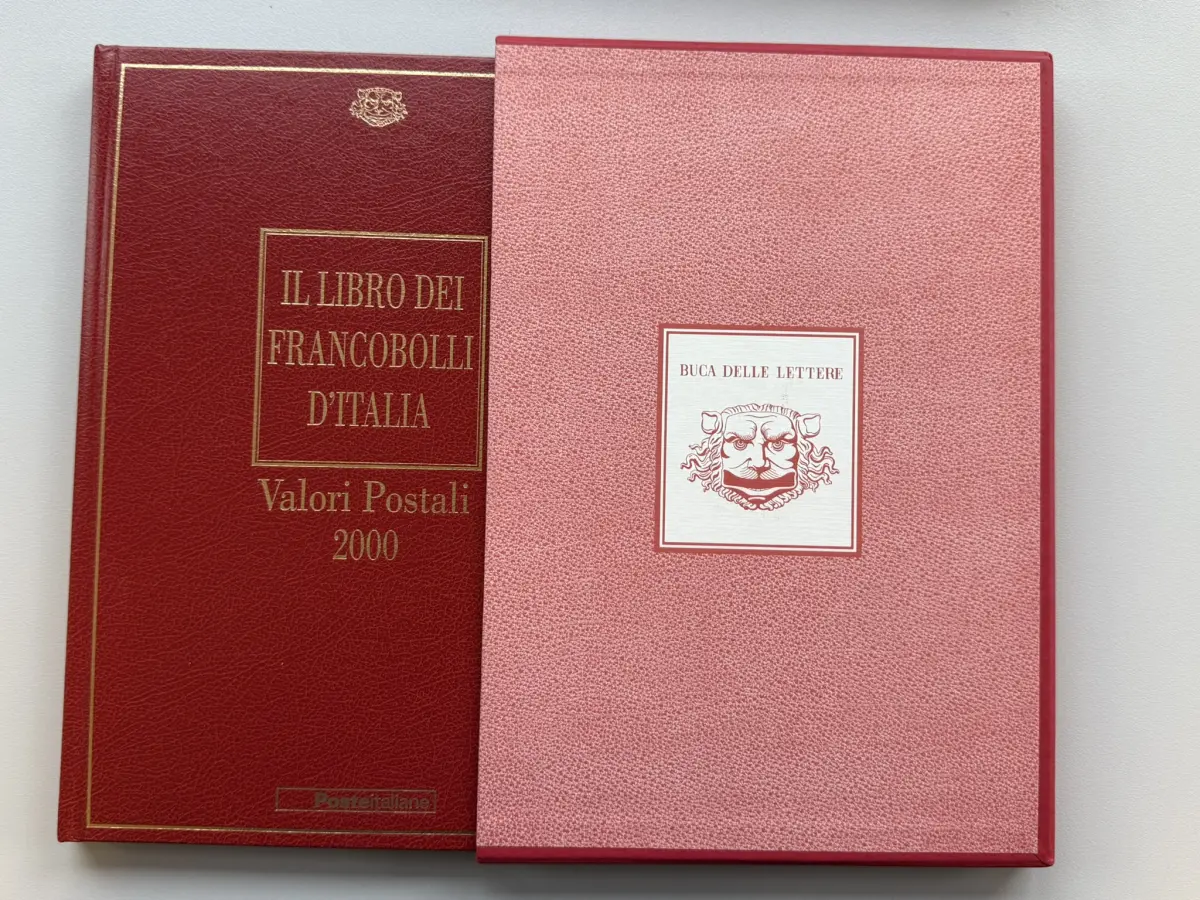 IL LIBRO DEI
FRANCOBOLLI
D'ITALIA
Valori Postali
2000
Posteitaliane
BUCA DELLE LETTERE